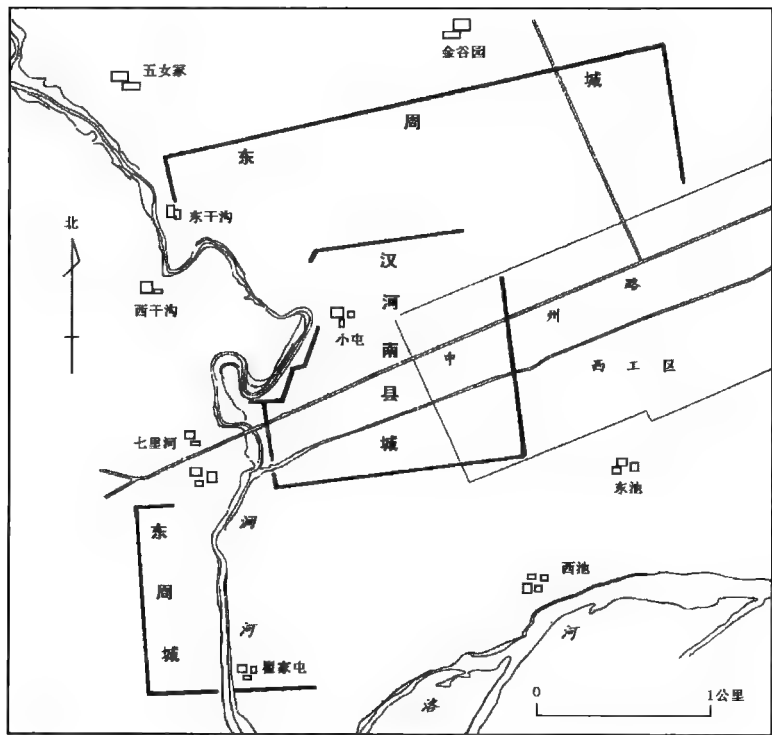 金谷园
五女冢
东周城
东干沟
北
汉河南县城
西干沟
小屯
中州路
西工区
七里河
东池
东周城
涧河
西池
瞿家屯
洛河
0 1公里